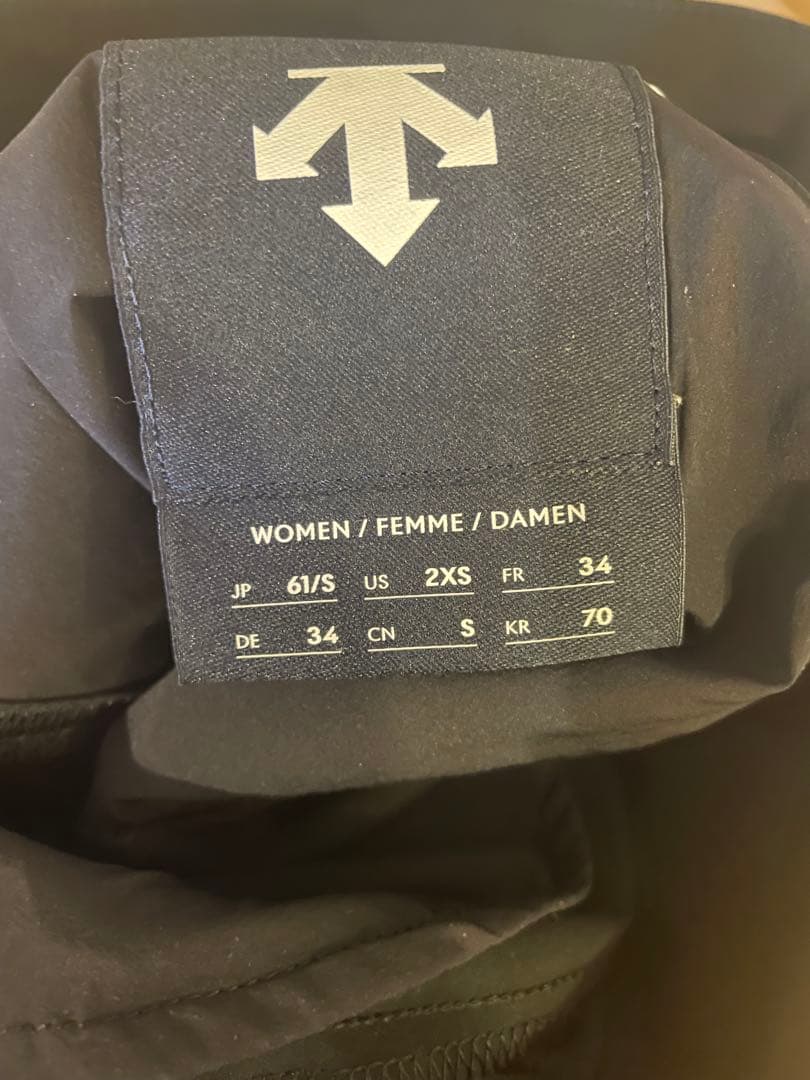 WOMEN / FEMME / DAMEN
JP 61/S US 2XS FR 34
DE 34 CN S KR 70